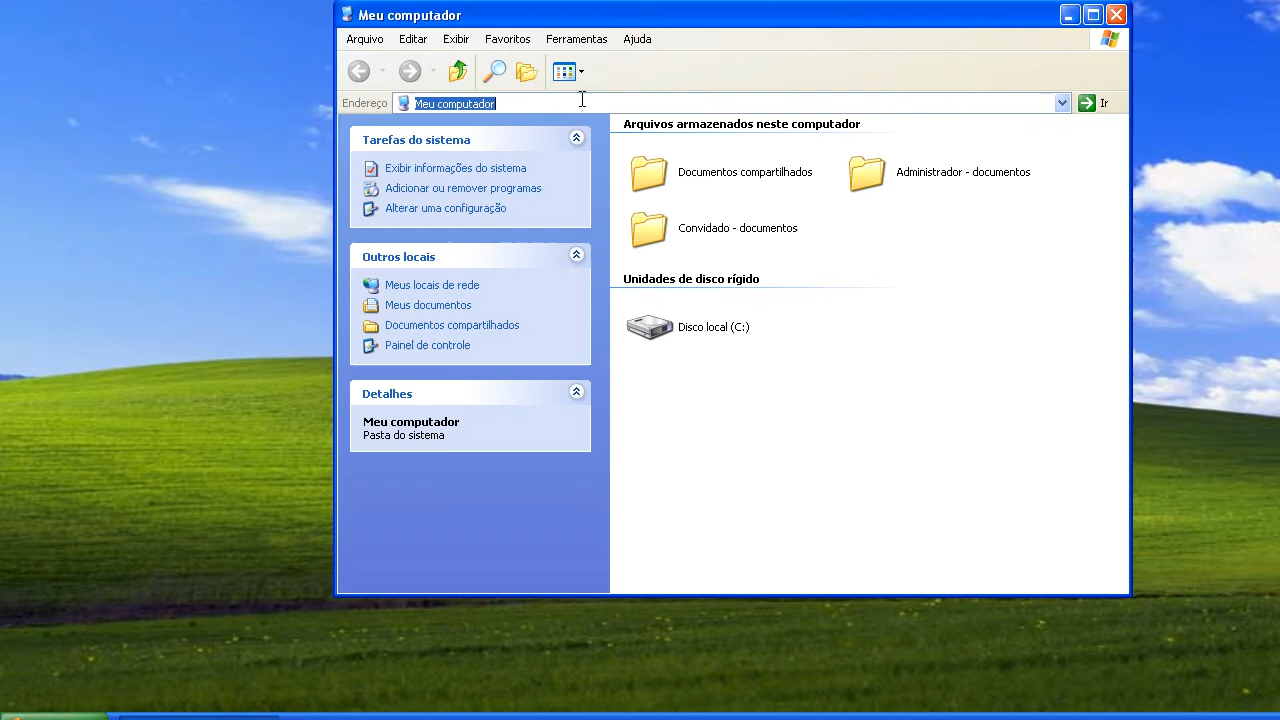 Meu computador
Arquivo Editar Exibir Favoritos Ferramentas Ajuda
Endereço Meu computador Ir
Tarefas do sistema
Exibir informações do sistema
Adicionar ou remover programas
Alterar uma configuração
Outros locais
Meus locais de rede
Meus documentos
Documentos compartilhados
Painel de controle
Detalhes
Meu computador
Pasta do sistema
Arquivos armazenados neste computador
Documentos compartilhados
Administrador - documentos
Convidado - documentos
Unidades de disco rígido
Disco local (C:)